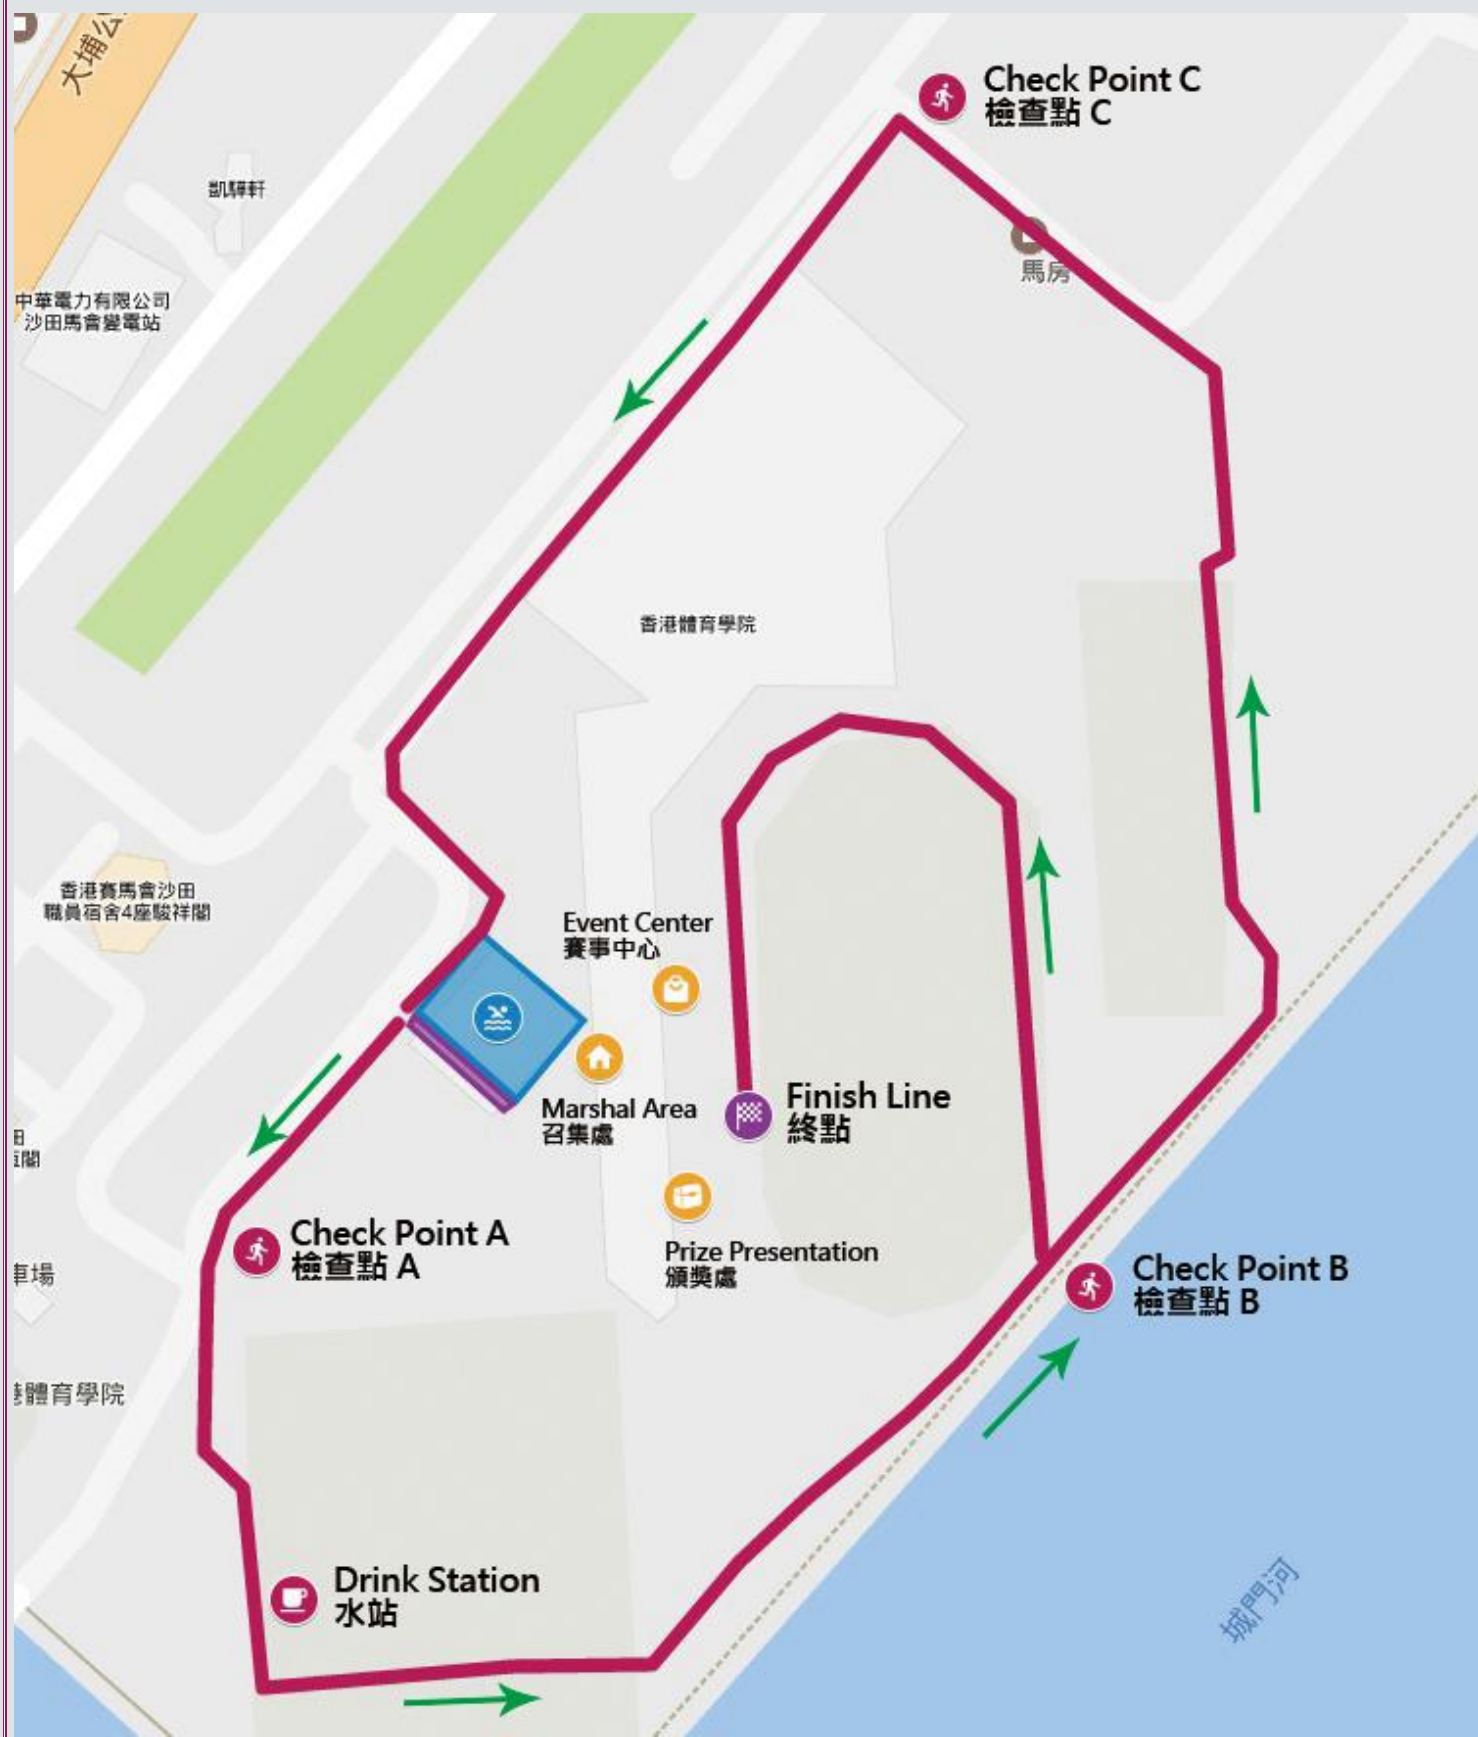 大埔公
Check Point C
檢查點 C
凱驊軒
馬房
中華電力有限公司
沙田馬會變電站
香港體育學院
香港賽馬會沙田
職員宿舍4座駿祥閣
Event Center
賽事中心
Marshal Area
召集處
Finish Line
終點
Check Point A
檢查點 A
Prize Presentation
頒獎處
Check Point B
檢查點 B
車場
體育學院
Drink Station
水站
城門河